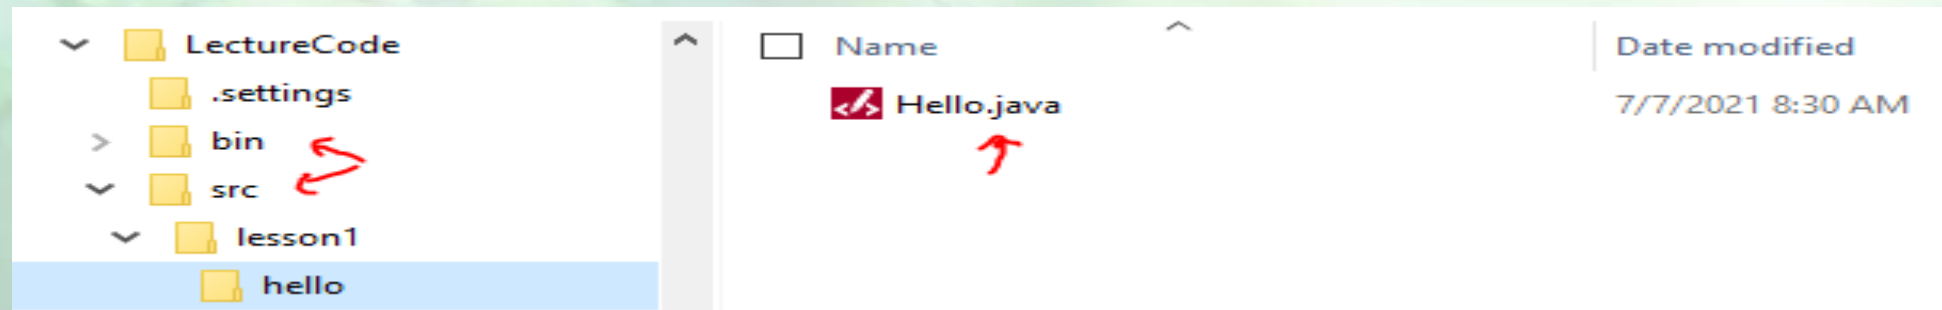 LectureCode
.settings
bin
src
lesson1
hello
Name
Date modified
Hello.java
7/7/2021 8:30 AM